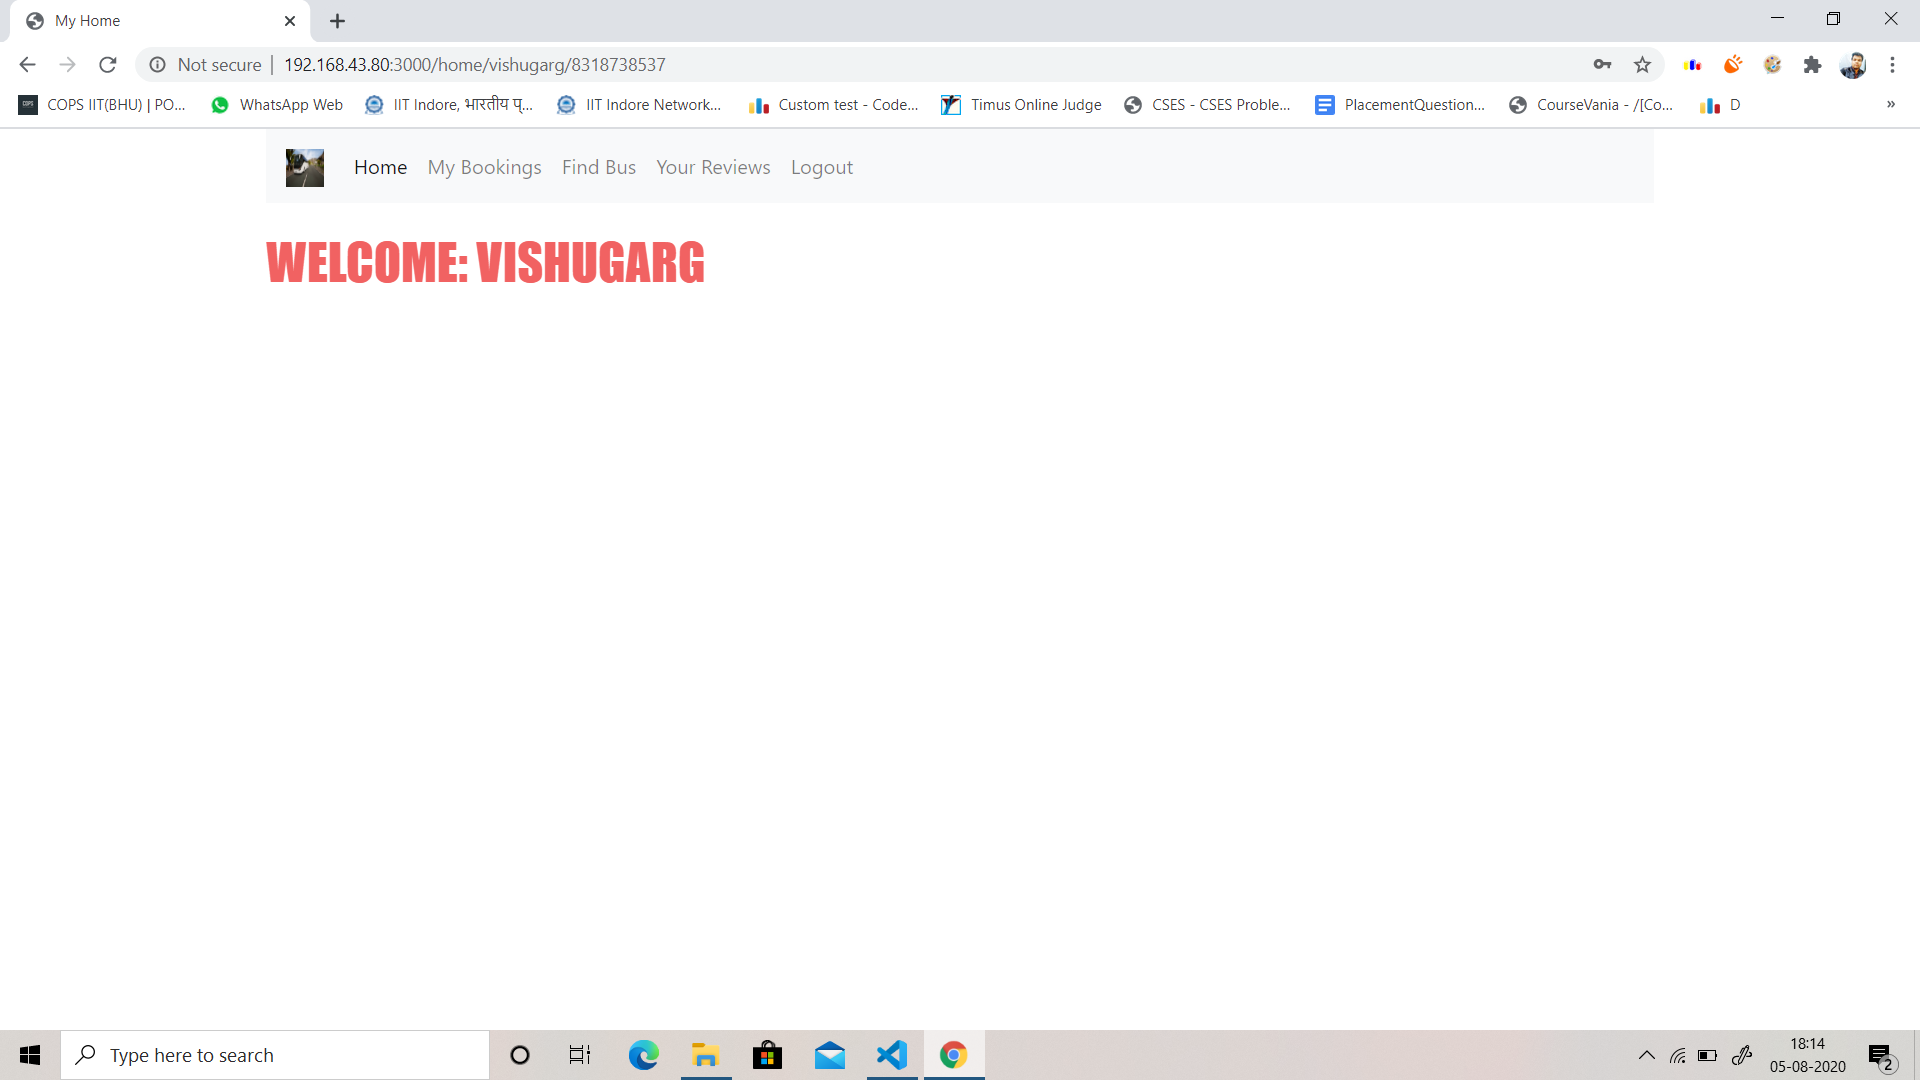 My Home
Not secure | 192.168.43.80:3000/home/vishugarg/8318738537
COPS IIT(BHU) | PO... WhatsApp Web IIT Indore, भारतीय प्... IIT Indore Network... Custom test - Code... Timus Online Judge CSES - CSES Proble... PlacementQuestion... CourseVania - /[Co... D »
Home My Bookings Find Bus Your Reviews Logout
WELCOME: VISHUGARG
Type here to search
18:14
05-08-2020
2